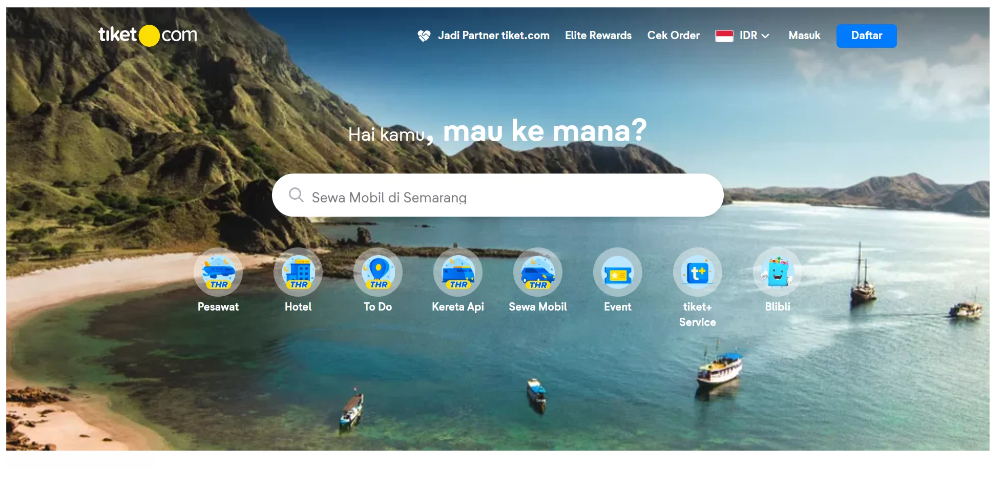 tiket com
Jadi Partner tiket.com Elite Rewards Cek Order IDR Masuk Daftar
Hai kamu, mau ke mana?
Sewa Mobil di Semarang
THR THR THR THR THR t+
Pesawat Hotel To Do Kereta Api Sewa Mobil Event tiket+ Blibli
Service